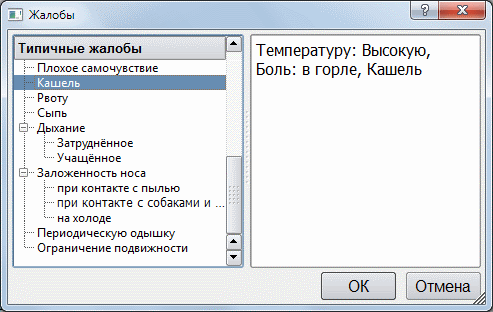 Жалобы
Типичные жалобы
Плохое самочувствие
Кашель
Рвоту
Сыпь
Дыхание
Затруднённое
Учащённое
Заложенность носа
при контакте с пылью
при контакте с собаками и ...
на холоде
Периодическую одышку
Ограничение подвижности
Температуру: Высокую,
Боль: в горле, Кашель
ОК
Отмена